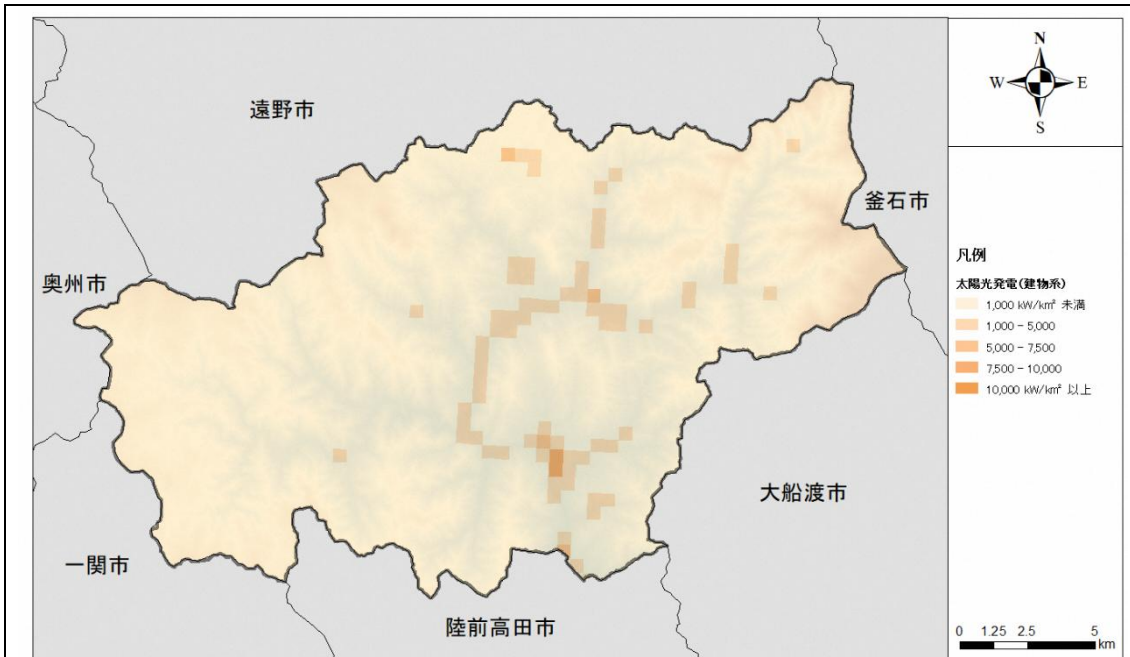 遠野市
釜石市
奥州市
大船渡市
一関市
陸前高田市
N
W E
S
凡例
太陽光発電(建物系)
1,000 kW/km² 未満
1,000 - 5,000
5,000 - 7,500
7,500 - 10,000
10,000 kW/km² 以上
0 1.25 2.5 5
km